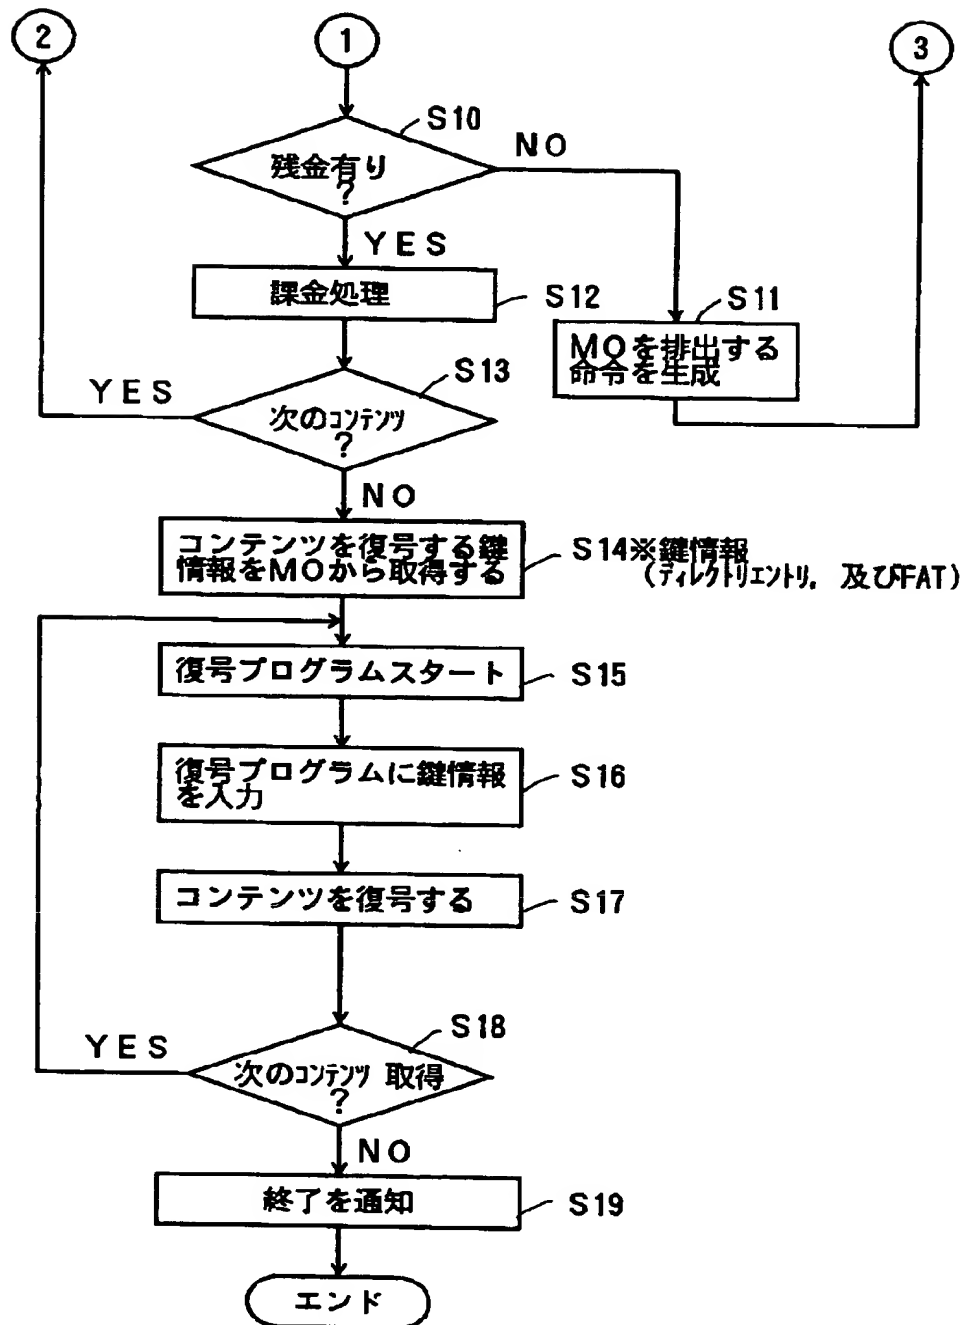 2
1
3
S10
残金有り
?
NO
YES
課金処理
S12
S11
MOを排出する
命令を生成
S13
YES
次のコンテンツ
?
NO
コンテンツを復号する鍵
情報をMOから取得する
S14※鍵情報
(ディレクトリエントリ, 及びFAT)
復号プログラムスタート
S15
復号プログラムに鍵情報
を入力
S16
コンテンツを復号する
S17
S18
YES
次のコンテンツ 取得
?
NO
終了を通知
S19
エンド